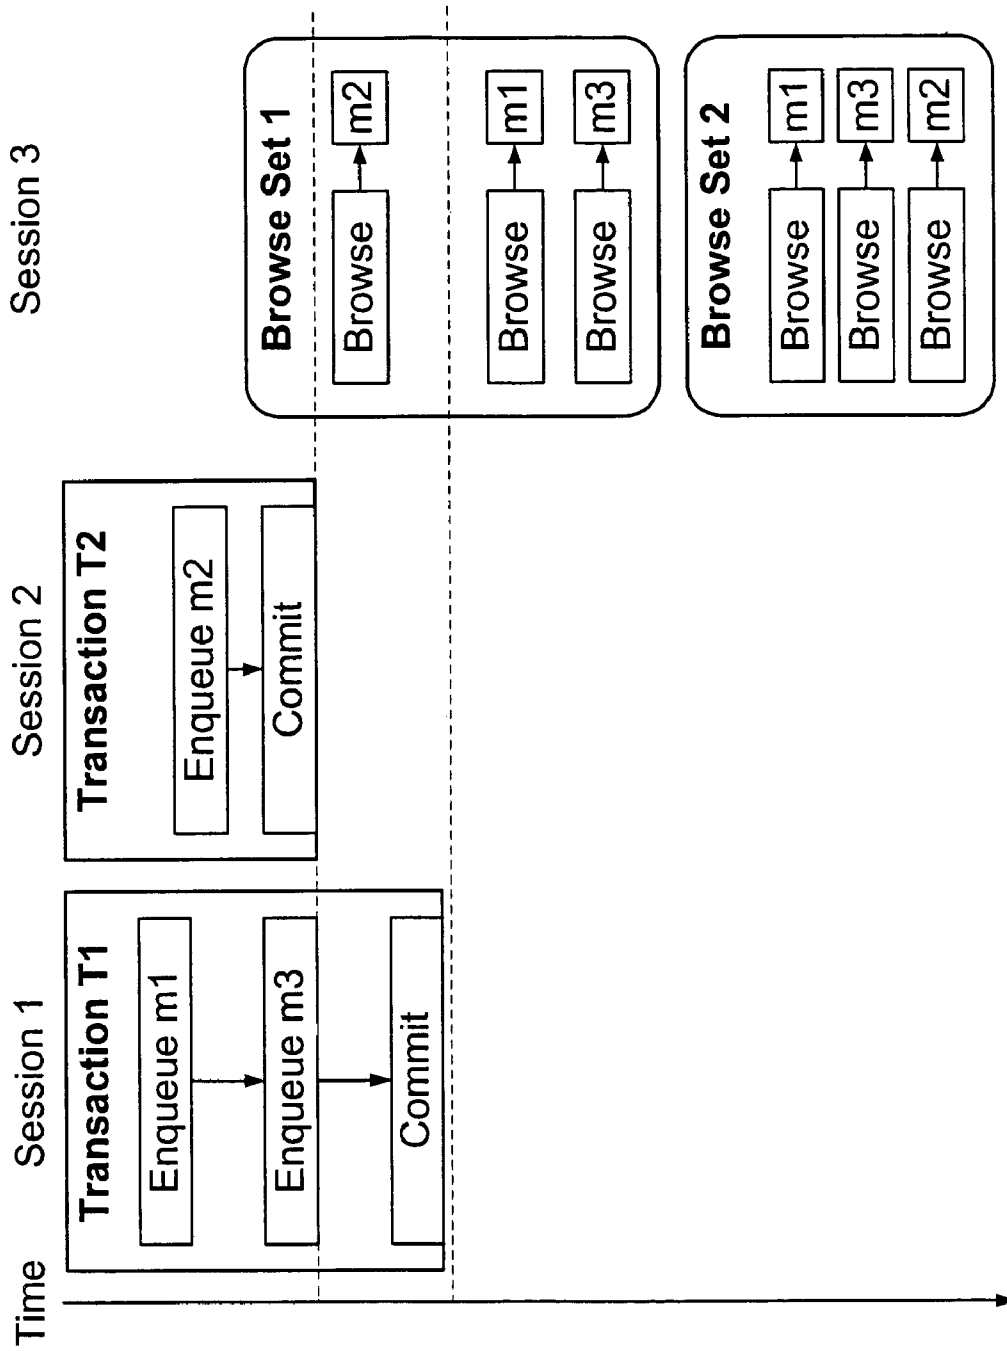 Time
Session 1
Session 2
Session 3
Transaction T1
Enqueue m1
Enqueue m3
Commit
Transaction T2
Enqueue m2
Commit
Browse Set 1
Browse
m2
Browse
m1
Browse
m3
Browse Set 2
Browse
m1
Browse
m3
Browse
m2